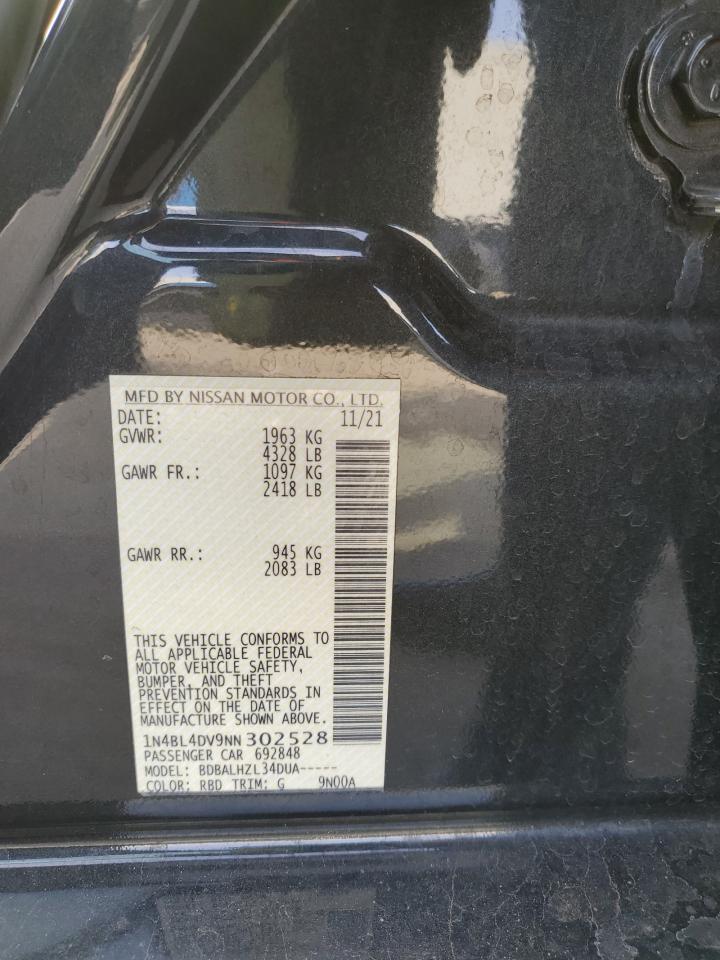 MFD BY NISSAN MOTOR CO., LTD.
DATE: 11/21
GVWR: 1963 KG
4328 LB
GAWR FR.: 1097 KG
2418 LB
GAWR RR.: 945 KG
2083 LB
THIS VEHICLE CONFORMS TO
ALL APPLICABLE FEDERAL
MOTOR VEHICLE SAFETY,
BUMPER, AND THEFT
PREVENTION STANDARDS IN
EFFECT ON THE DATE OF
MANUFACTURE SHOWN ABOVE.
1N4BL4DV9NN302528
PASSENGER CAR 692848
MODEL: BDBALHZL34DUA-----
COLOR: RBD TRIM: G 9N00A